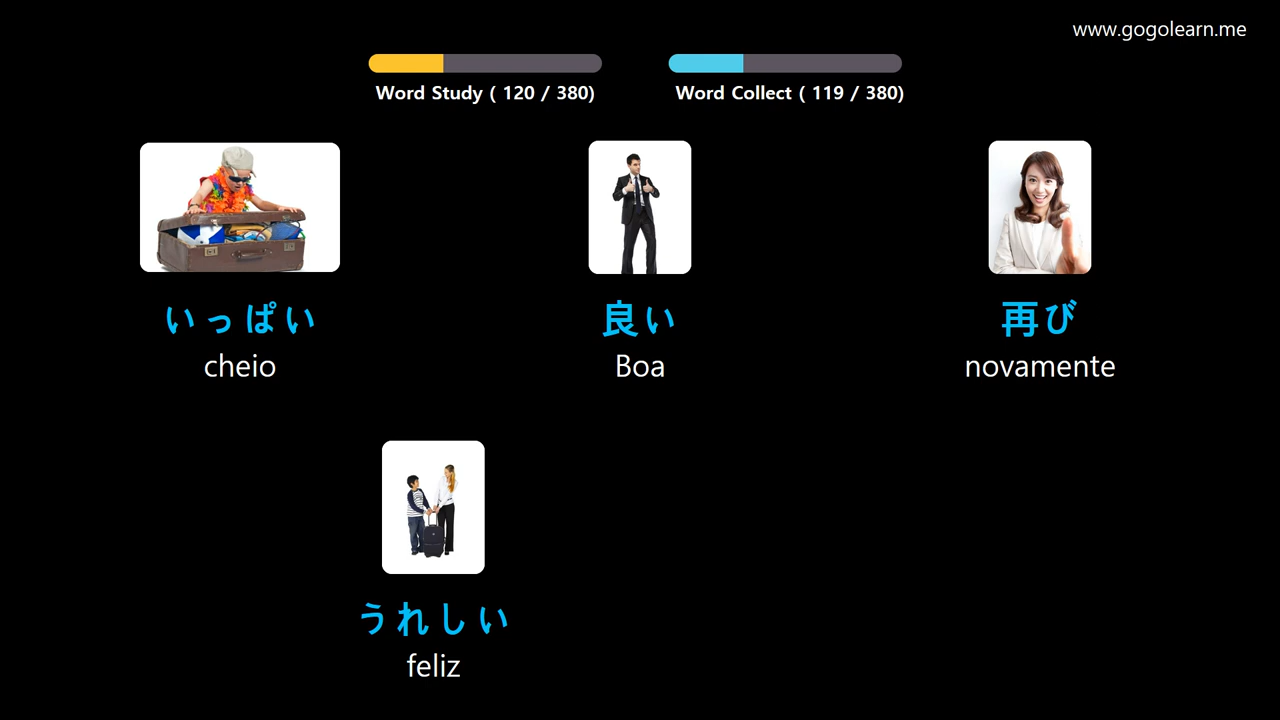 www.gogolearn.me
Word Study ( 120 / 380)
Word Collect ( 119 / 380)
いっぱい
cheio
良い
Boa
再び
novamente
うれしい
feliz